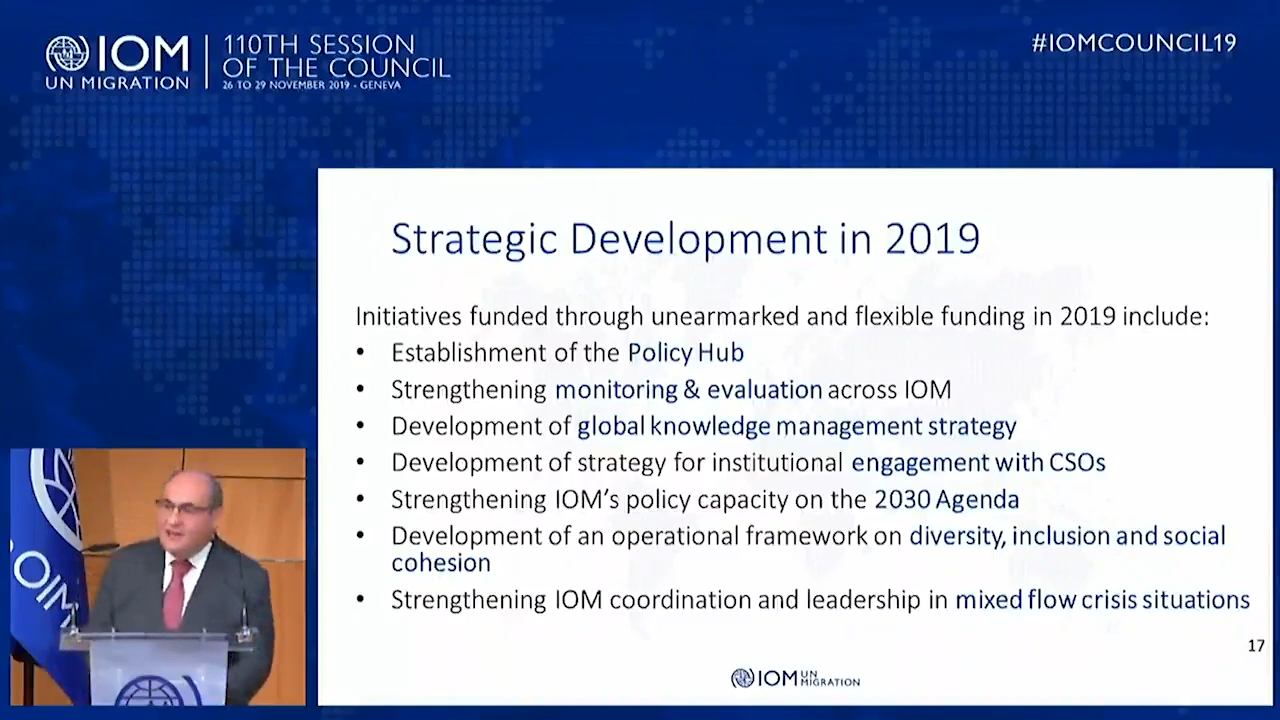 IOM
UN MIGRATION
110TH SESSION
OF THE COUNCIL
26 TO 29 NOVEMBER 2019 - GENEVA
#IOMCOUNCIL19
Strategic Development in 2019
Initiatives funded through unearmarked and flexible funding in 2019 include:
• Establishment of the Policy Hub
• Strengthening monitoring & evaluation across IOM
• Development of global knowledge management strategy
• Development of strategy for institutional engagement with CSOs
• Strengthening IOM's policy capacity on the 2030 Agenda
• Development of an operational framework on diversity, inclusion and social
cohesion
• Strengthening IOM coordination and leadership in mixed flow crisis situations
17
IOM UN MIGRATION
OIM